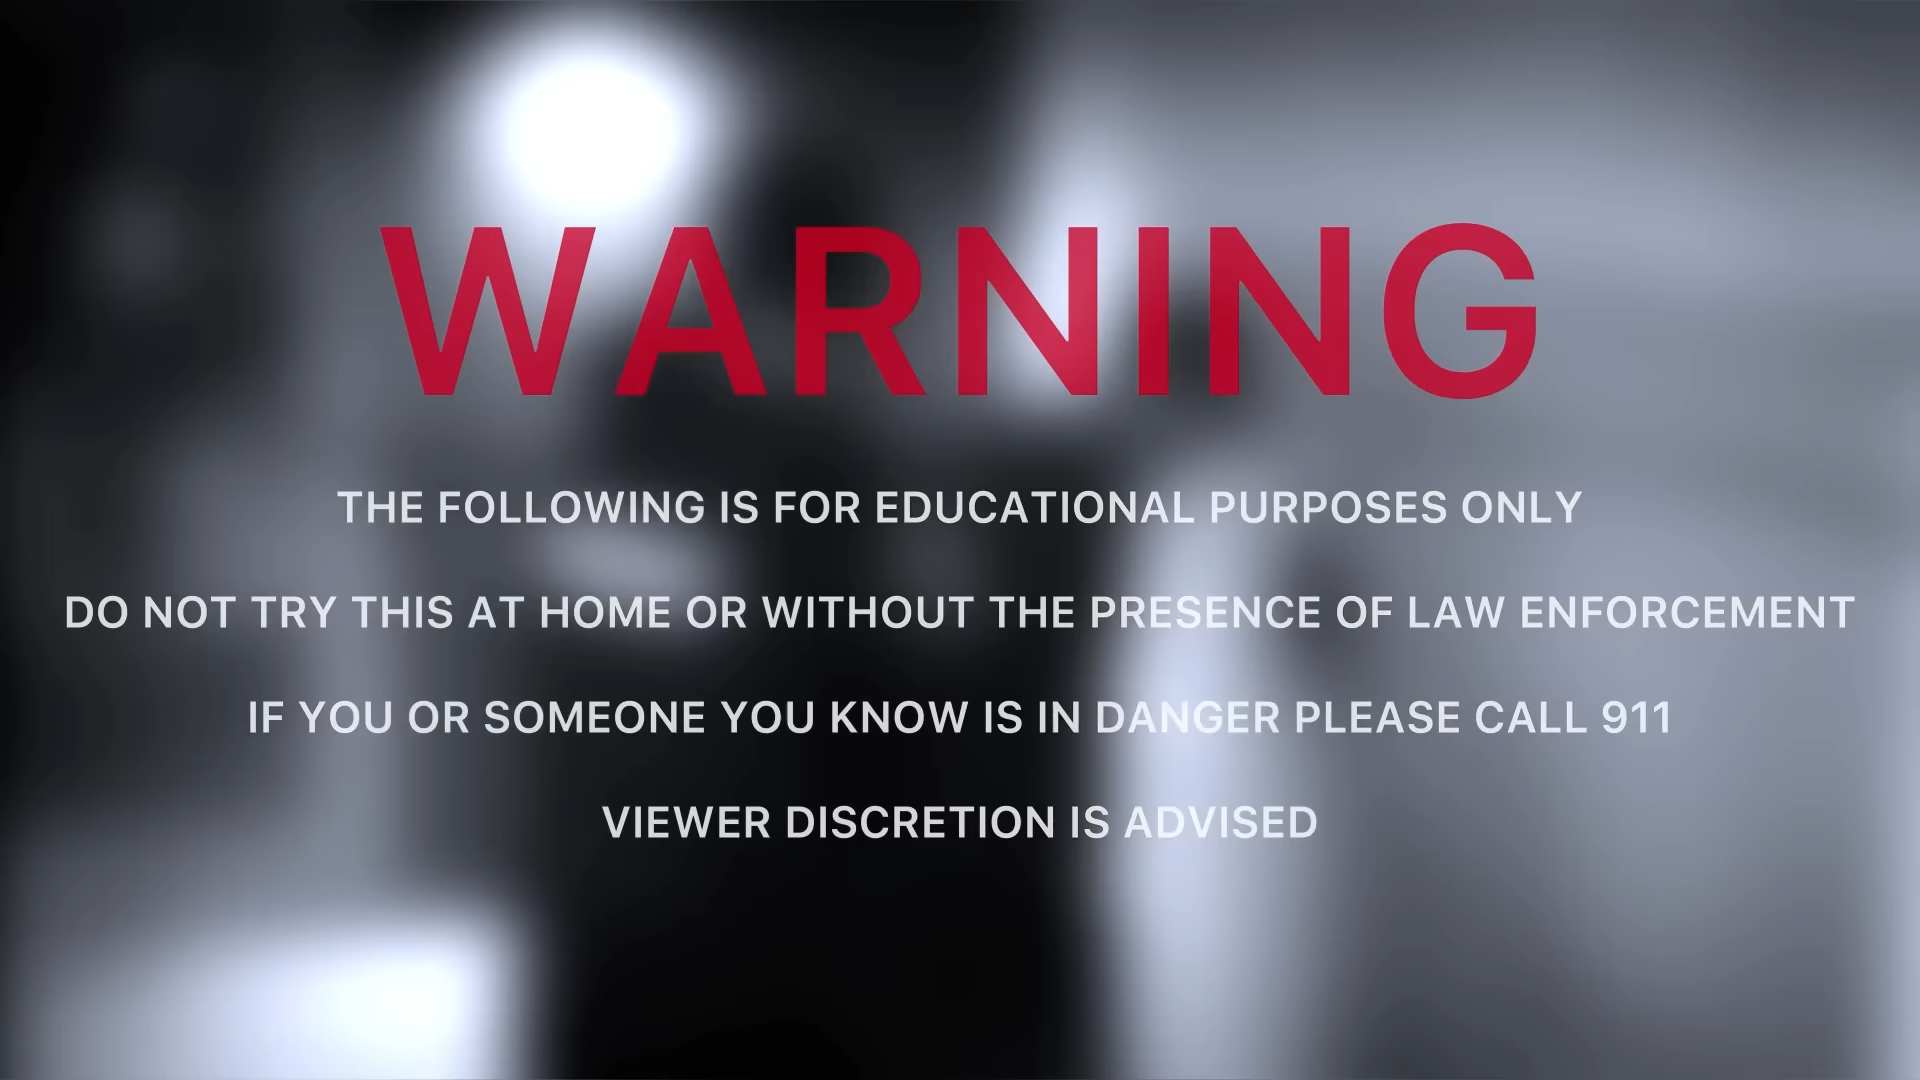 WARNING
THE FOLLOWING IS FOR EDUCATIONAL PURPOSES ONLY
DO NOT TRY THIS AT HOME OR WITHOUT THE PRESENCE OF LAW ENFORCEMENT
IF YOU OR SOMEONE YOU KNOW IS IN DANGER PLEASE CALL 911
VIEWER DISCRETION IS ADVISED